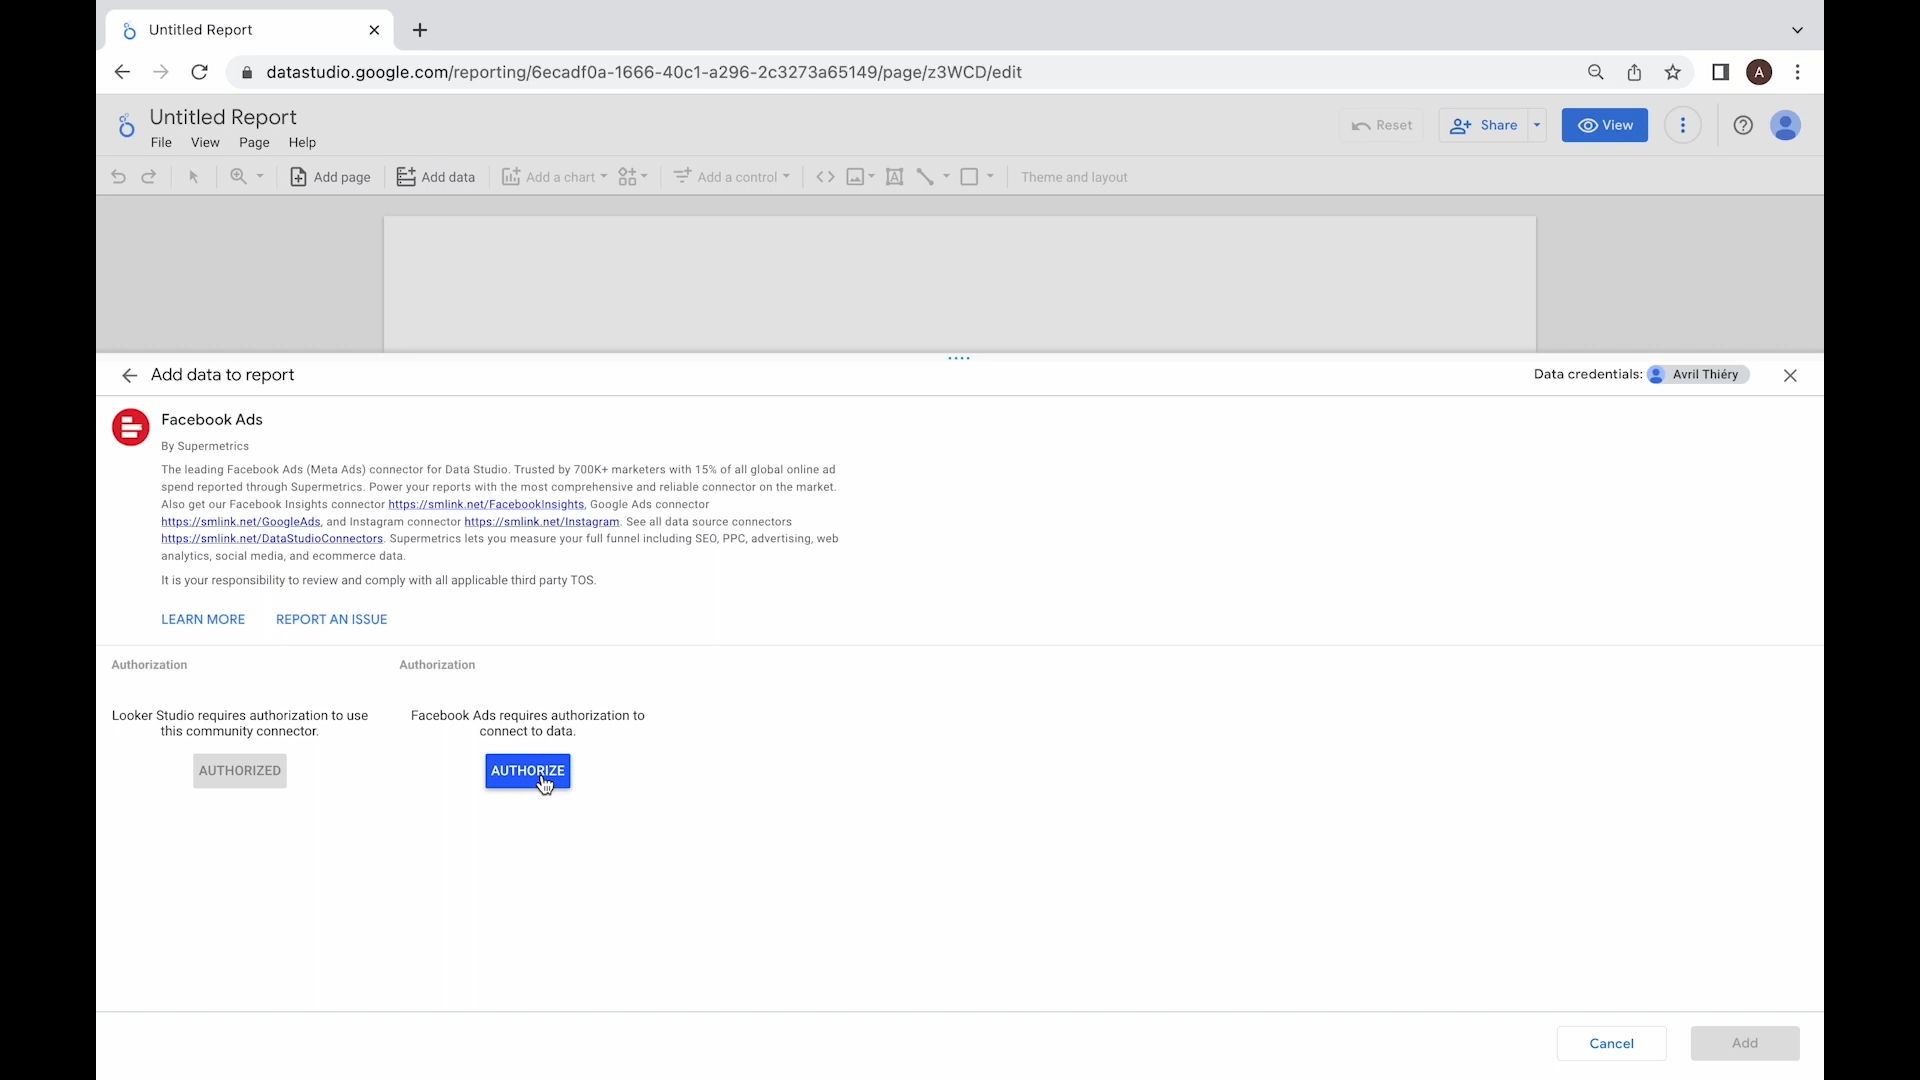 Untitled Report
datastudio.google.com/reporting/6ecadf0a-1666-40c1-a296-2c3273a65149/page/z3WCD/edit
A
Untitled Report
File View Page Help
Reset
Share
View
Add page
Add data
Add a chart
Add a control
Theme and layout
Add data to report
Data credentials: Avril Thiéry
Facebook Ads
By Supermetrics
The leading Facebook Ads (Meta Ads) connector for Data Studio. Trusted by 700K+ marketers with 15% of all global online ad
spend reported through Supermetrics. Power your reports with the most comprehensive and reliable connector on the market.
Also get our Facebook Insights connector https://smlink.net/FacebookInsights, Google Ads connector
https://smlink.net/GoogleAds, and Instagram connector https://smlink.net/Instagram. See all data source connectors
https://smlink.net/DataStudioConnectors. Supermetrics lets you measure your full funnel including SEO, PPC, advertising, web
analytics, social media, and ecommerce data.
It is your responsibility to review and comply with all applicable third party TOS.
LEARN MORE REPORT AN ISSUE
Authorization
Looker Studio requires authorization to use
this community connector.
AUTHORIZED
Authorization
Facebook Ads requires authorization to
connect to data.
AUTHORIZE
Cancel
Add